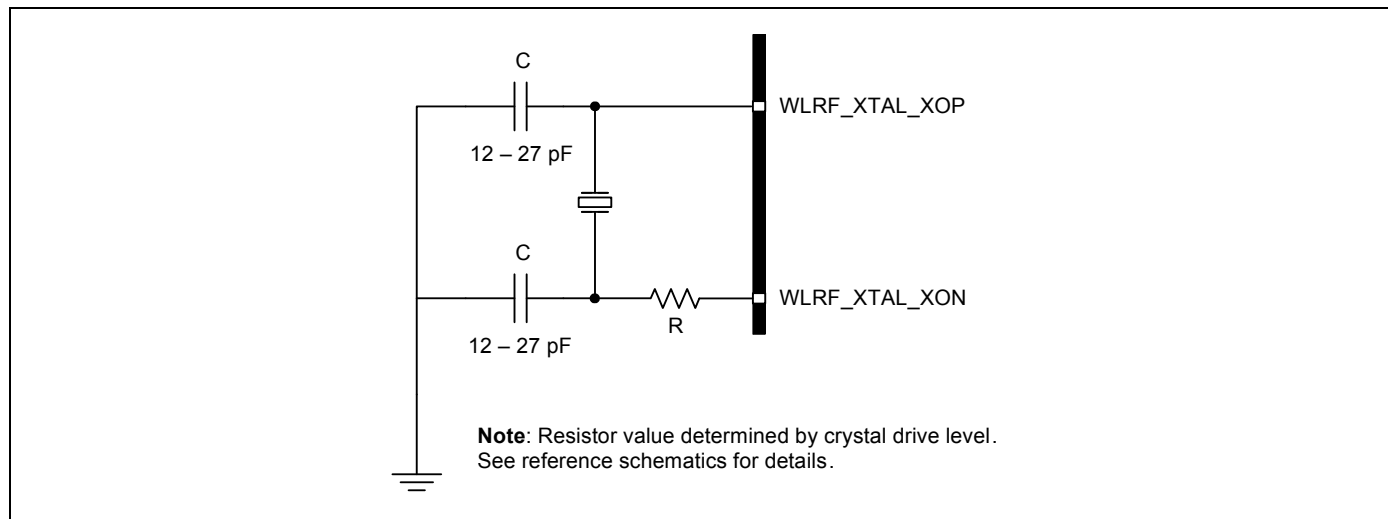 C
12 – 27 pF
WLRF_XTAL_XOP
C
12 – 27 pF
R
WLRF_XTAL_XON
Note: Resistor value determined by crystal drive level.
See reference schematics for details.